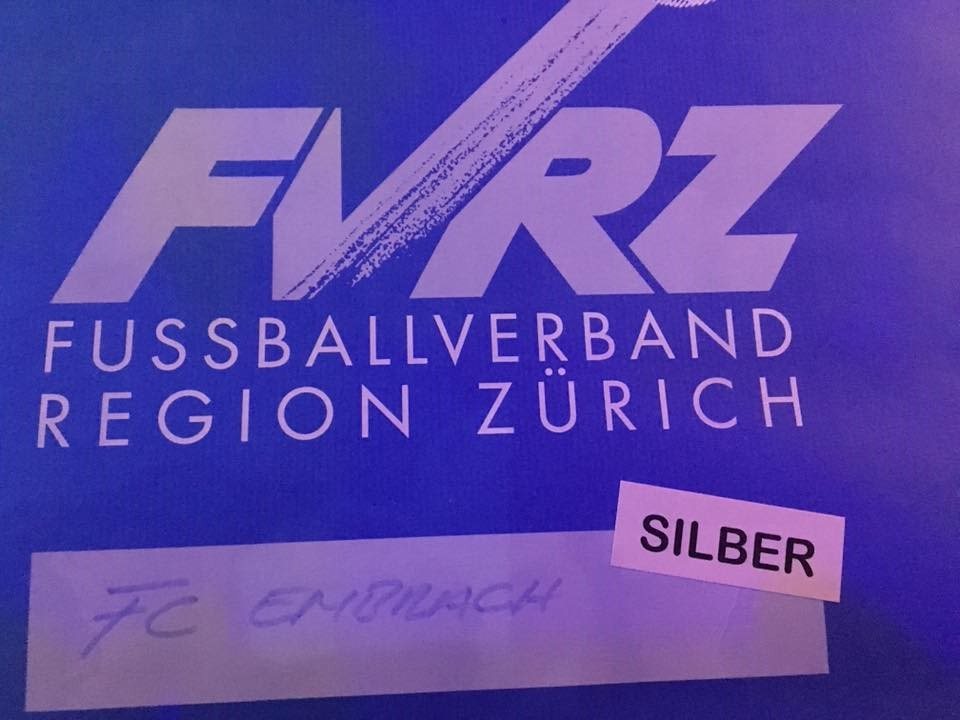 FVRZ
FUSSBALLVERBAND
REGION ZÜRICH
SILBER
FC EMBRACH